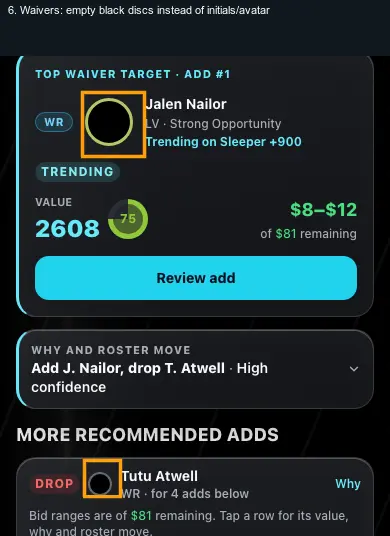 6. Waivers: empty black discs instead of initials/avatar
TOP WAIVER TARGET · ADD #1
WR
Jalen Nailor
LV · Strong Opportunity
Trending on Sleeper +900
TRENDING
VALUE
2608
75
$8–$12
of $81 remaining
Review add
WHY AND ROSTER MOVE
Add J. Nailor, drop T. Atwell · High
confidence
MORE RECOMMENDED ADDS
DROP
Tutu Atwell
WR · for 4 adds below
Why
Bid ranges are of $81 remaining. Tap a row for its value,
why and roster move.